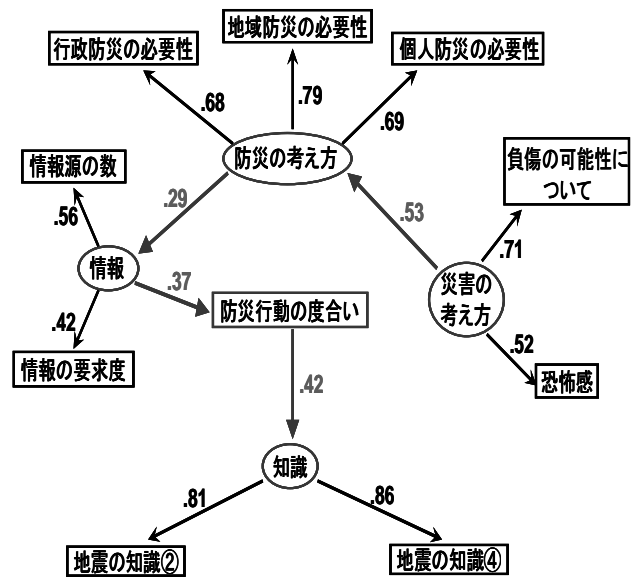 地域防災の必要性
行政防災の必要性
個人防災の必要性
.68
.79
.69
防災の考え方
情報源の数
負傷の可能性に
ついて
.29
.53
.56
.71
情報
災害の
考え方
.37
防災行動の度合い
.42
.52
情報の要求度
恐怖感
.42
知識
.81
.86
地震の知識②
地震の知識④